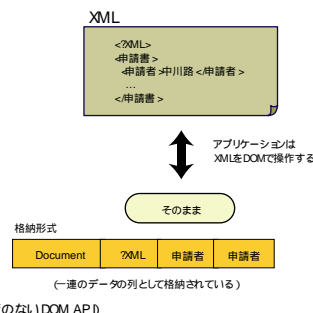 XML
<?XML>
<申請書>
<申請者>中川路</申請者>
…
</申請書>
アプリケーションは
XMLをDOMで操作する
そのまま
格納形式
Document ?XML 申請者 申請者
(一連のデータの列として格納されている)
のないDOM API)